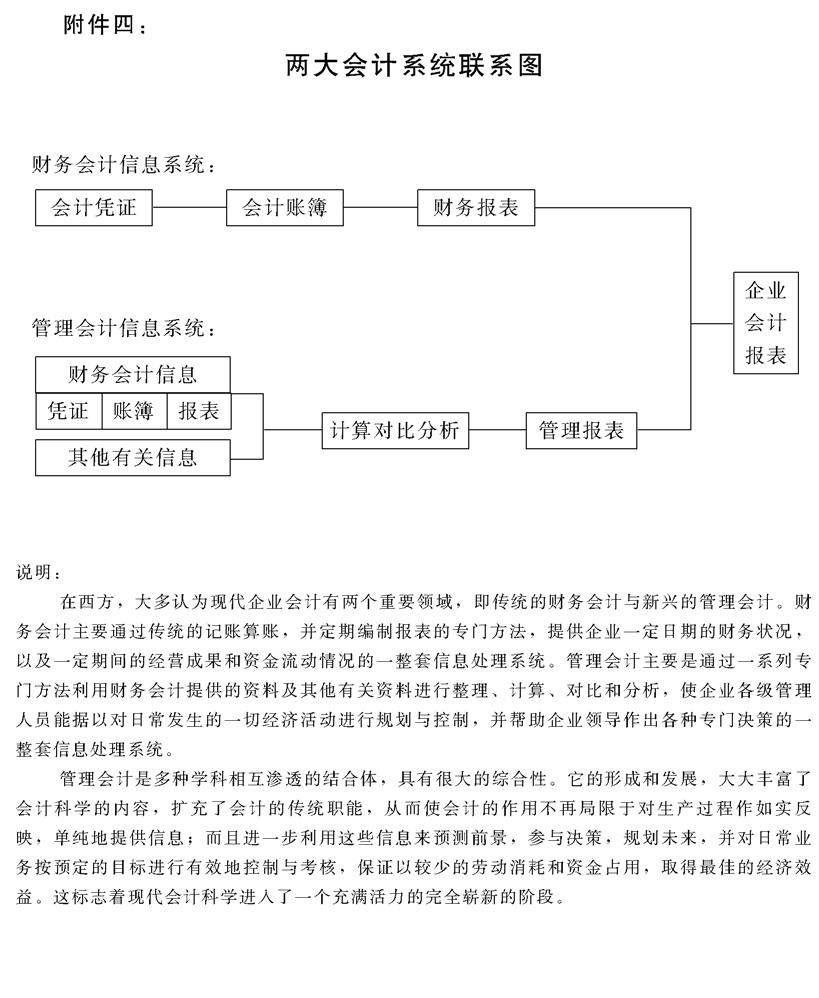 附件四：
两大会计系统联系图
财务会计信息系统：
会计凭证
会计账簿
财务报表
企业
会计
报表
管理会计信息系统：
财务会计信息
凭证 账簿 报表
其他有关信息
计算对比分析
管理报表
说明：
在西方，大多认为现代企业会计有两个重要领域，即传统的财务会计与新兴的管理会计。财
务会计主要通过传统的记账算账，并定期编制报表的专门方法，提供企业一定日期的财务状况，
以及一定期间的经营成果和资金流动情况的一整套信息处理系统。管理会计主要是通过一系列专
门方法利用财务会计提供的资料及其他有关资料进行整理、计算、对比和分析，使企业各级管理
人员能据以对日常发生的一切经济活动进行规划与控制，并帮助企业领导作出各种专门决策的一
整套信息处理系统。
管理会计是多种学科相互渗透的结合体，具有很大的综合性。它的形成和发展，大大丰富了
会计科学的内容，扩充了会计的传统职能，从而使会计的作用不再局限于对生产过程作如实反
映，单纯地提供信息；而且进一步利用这些信息来预测前景，参与决策，规划未来，并对日常业
务按预定的目标进行有效地控制与考核，保证以较少的劳动消耗和资金占用，取得最佳的经济效
益。这标志着现代会计科学进入了一个充满活力的完全崭新的阶段。